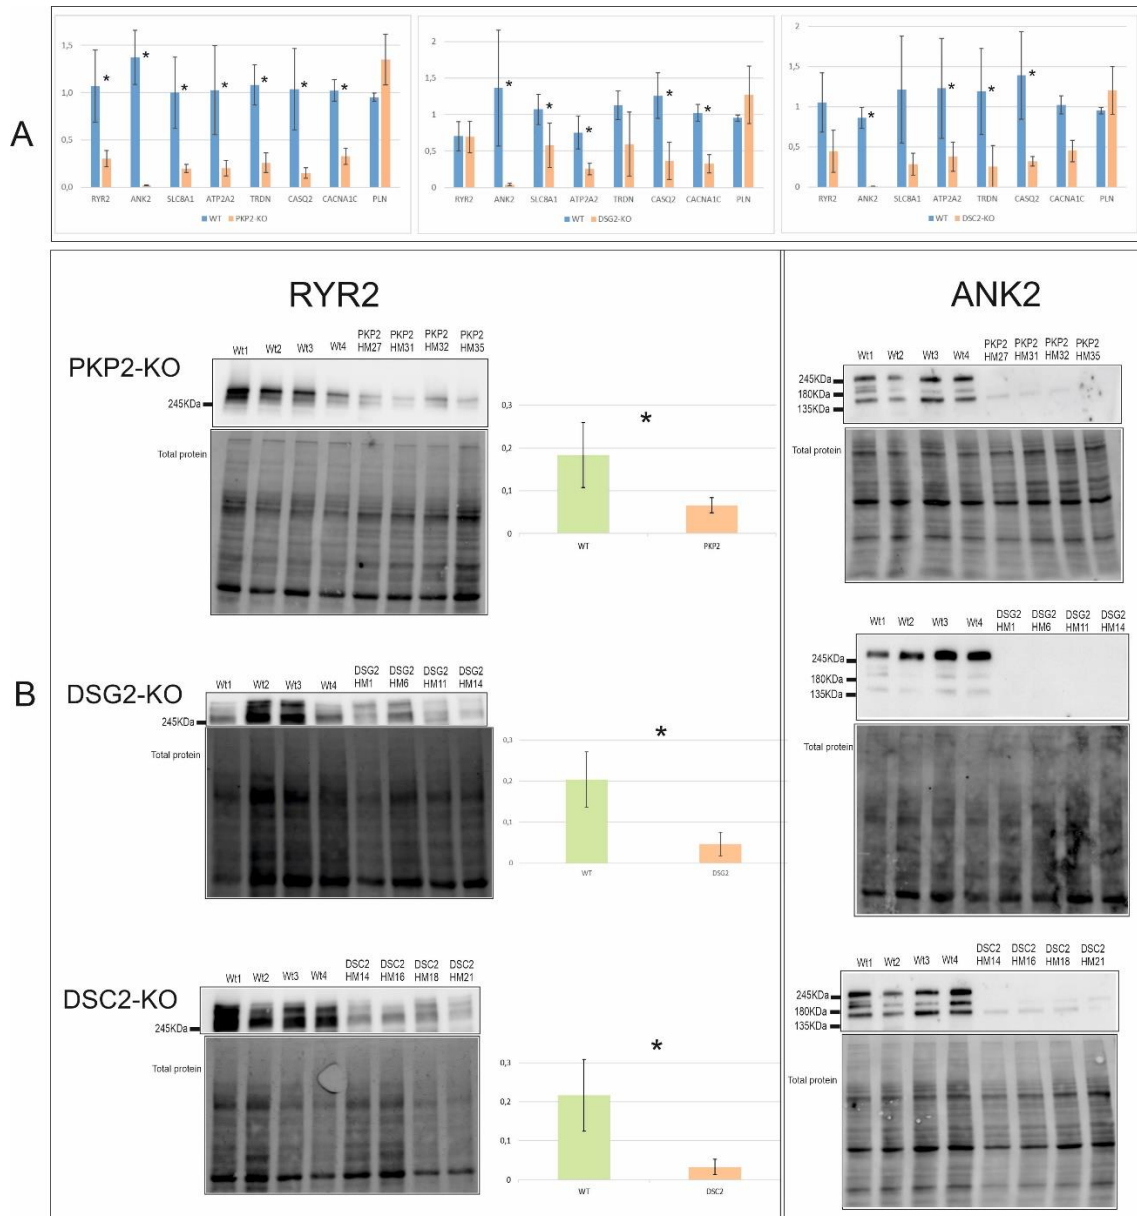 A
1,5
1
0,5
0,0
* * * * * * *
RYR2 ANK2 SLC8A1 ATP2A2 TRDN CASQ2 CACNA1C PLN
WT PKP2-KO
2
1,5
1
0,5
0
* * * * *
RYR2 ANK2 SLC8A1 ATP2A2 TRDN CASQ2 CACNA1C PLN
WT DSG2-KO
2
1,5
1
0,5
0
* * * *
RYR2 ANK2 SLC8A1 ATP2A2 TRDN CASQ2 CACNA1C PLN
WT DSC2-KO
B
RYR2
PKP2-KO
Wt1 Wt2 Wt3 Wt4 PKP2 HM27 PKP2 HM31 PKP2 HM32 PKP2 HM35
245KDa
Total protein
0,3
0,2
0,1
0
*
WT PKP2
DSG2-KO
Wt1 Wt2 Wt3 Wt4 DSG2 HM1 DSG2 HM6 DSG2 HM11 DSG2 HM14
245KDa
Total protein
0,3
0,2
0,1
0
*
WT DSG2
DSC2-KO
Wt1 Wt2 Wt3 Wt4 DSC2 HM14 DSC2 HM16 DSC2 HM18 DSC2 HM21
245KDa
Total protein
0,3
0,2
0,1
0
*
WT DSC2
ANK2
Wt1 Wt2 Wt3 Wt4 PKP2 HM27 PKP2 HM31 PKP2 HM32 PKP2 HM35
245KDa
180KDa
135KDa
Total protein
Wt1 Wt2 Wt3 Wt4 DSG2 HM1 DSG2 HM6 DSG2 HM11 DSG2 HM14
245KDa
180KDa
135KDa
Total protein
Wt1 Wt2 Wt3 Wt4 DSC2 HM14 DSC2 HM16 DSC2 HM18 DSC2 HM21
245KDa
180KDa
135KDa
Total protein